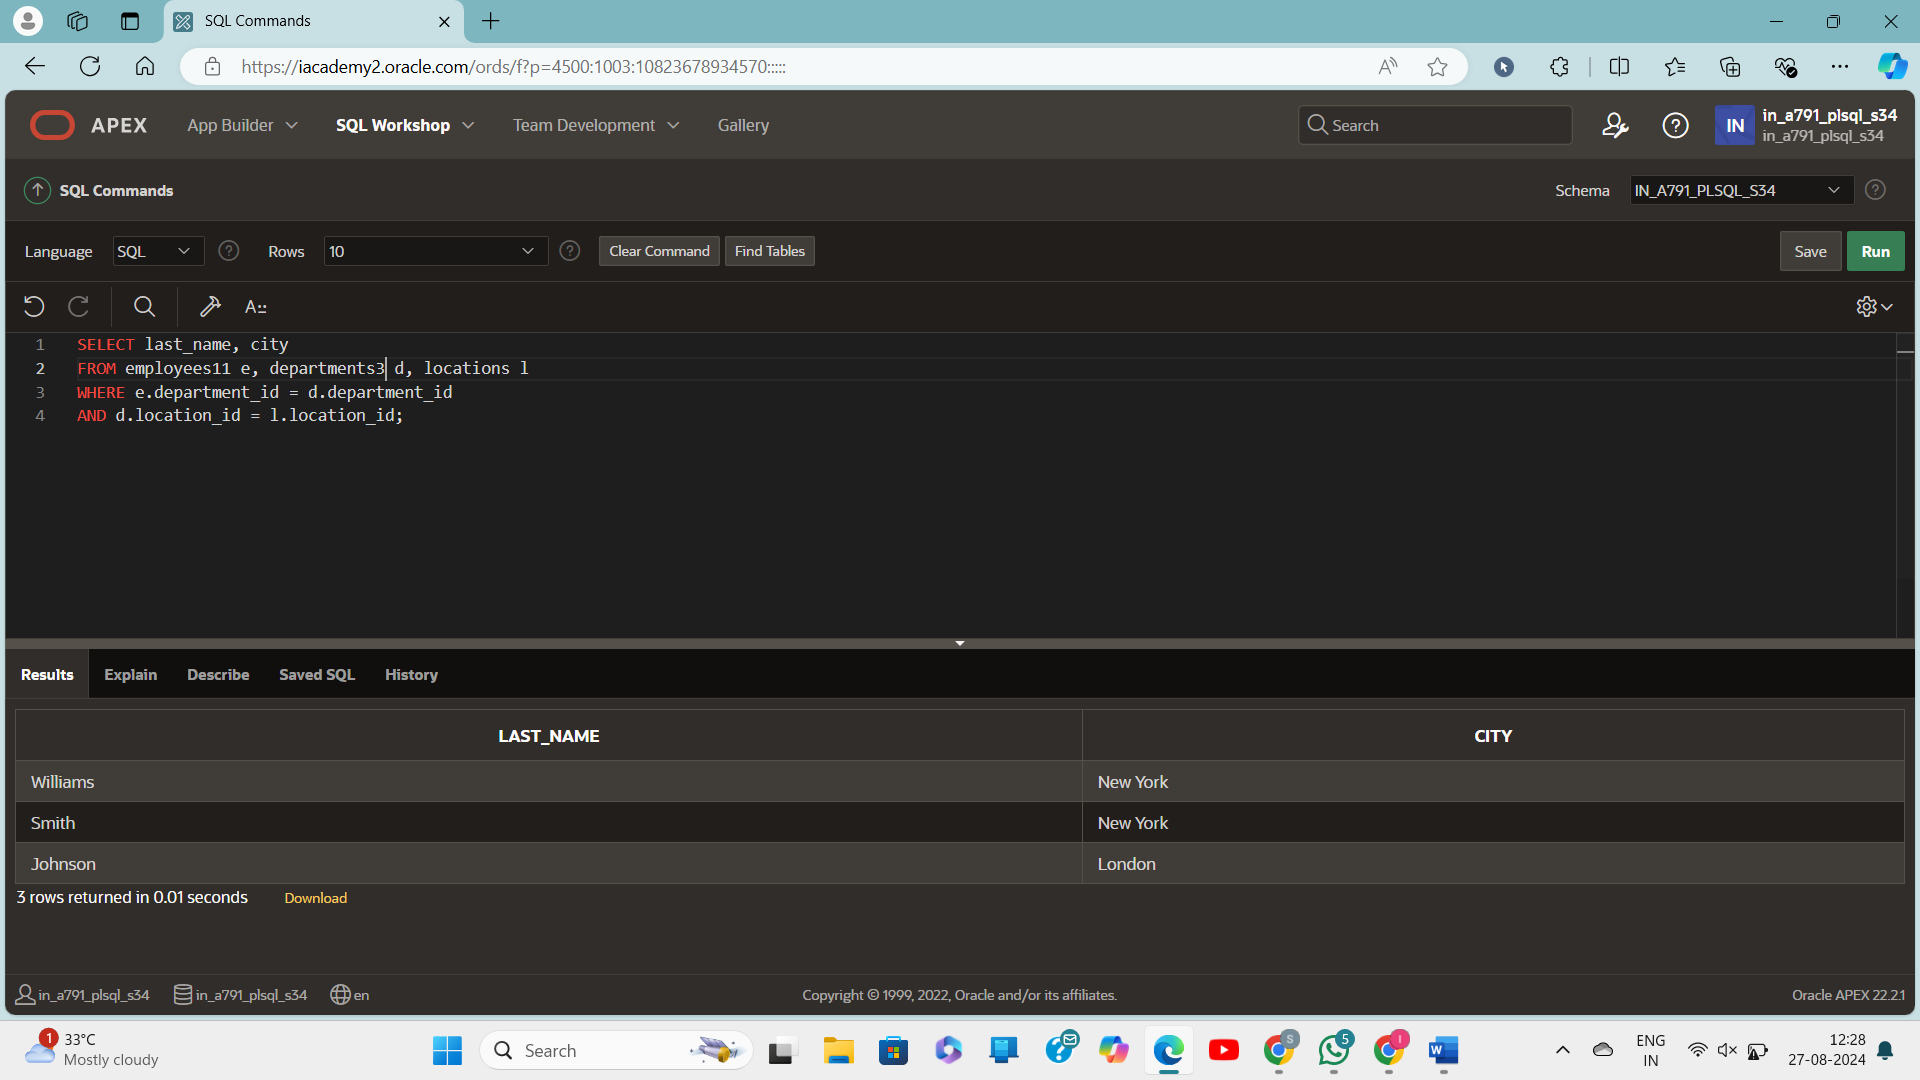 SQL Commands
https://iacademy2.oracle.com/ords/f?p=4500:1003:10823678934570:::::
APEX
App Builder
SQL Workshop
Team Development
Gallery
Search
IN
in_a791_plsql_s34
in_a791_plsql_s34
SQL Commands
Schema
IN_A791_PLSQL_S34
Language
SQL
Rows
10
Clear Command
Find Tables
Save
Run
A::
1 SELECT last_name, city
2 FROM employees11 e, departments3 d, locations l
3 WHERE e.department_id = d.department_id
4 AND d.location_id = l.location_id;
Results
Explain
Describe
Saved SQL
History
LAST_NAME CITY
Williams New York
Smith New York
Johnson London
3 rows returned in 0.01 seconds Download
in_a791_plsql_s34
in_a791_plsql_s34
en
Copyright © 1999, 2022, Oracle and/or its affiliates.
Oracle APEX 22.2.1
1
33°C
Mostly cloudy
Search
S
5
I
W
ENG
IN
12:28
27-08-2024